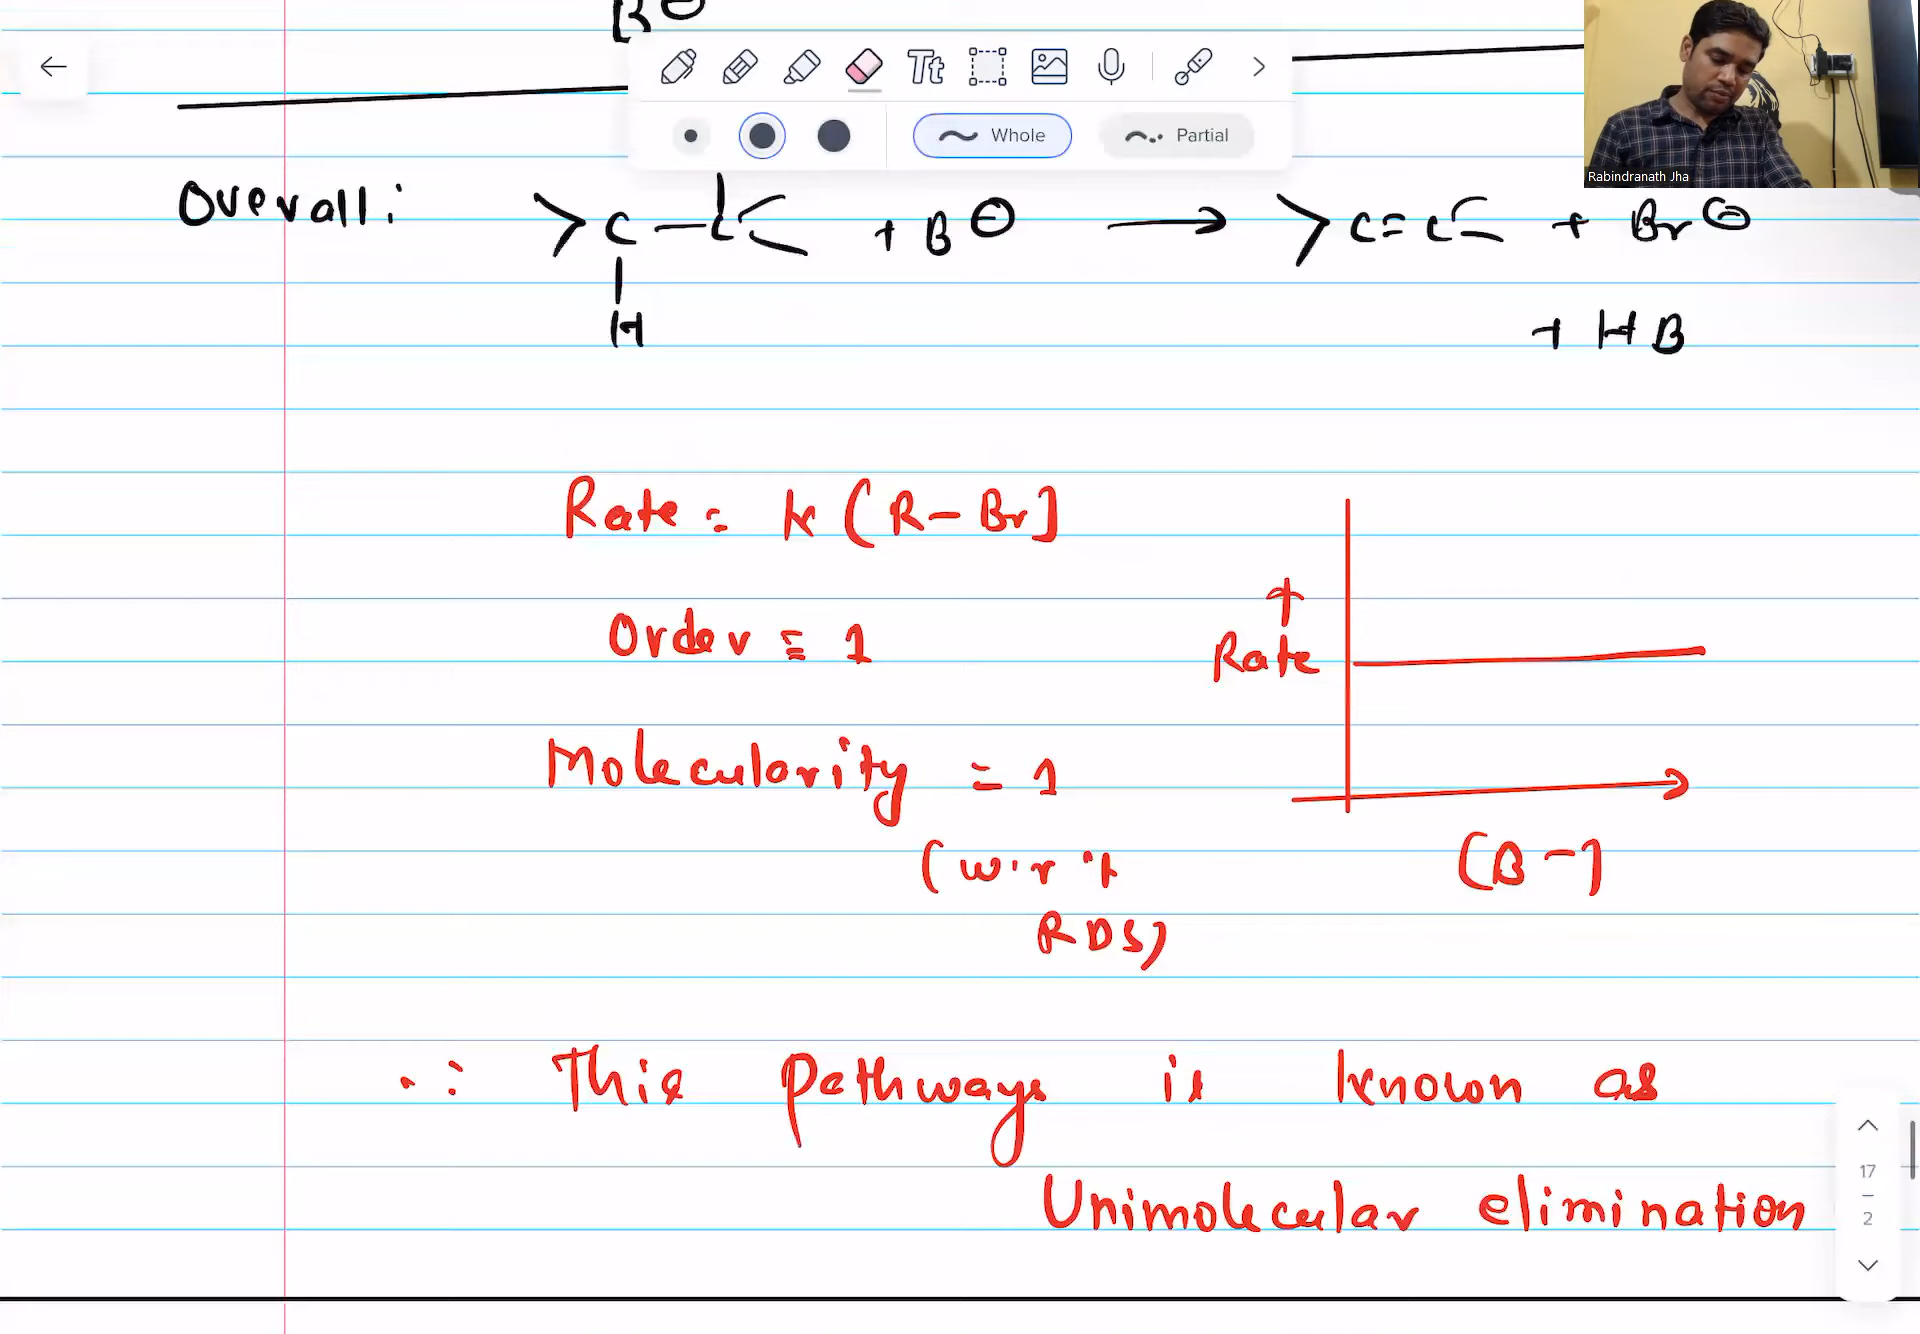 B⊖
Tt
Whole Partial
Rabindranath Jha
Overall: >C-C< + B⊖ → >C=C< + Br⊖
H
+ HB
Rate = k [R-Br]
Order = 1
Rate
Molecularity = 1
(w.r.t
[B-]
RDS)
∴ This pathways is known as
17
Unimolecular elimination
2